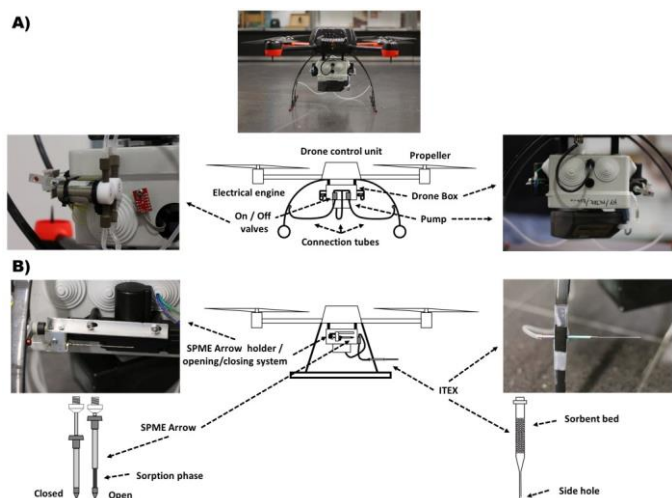 A)
Drone control unit
Propeller
Electrical engine
Drone Box
On / Off
valves
Pump
Connection tubes
B)
SPME Arrow holder /
opening/closing system
ITEX
SPME Arrow
Sorbent bed
Sorption phase
Side hole
Closed
Open